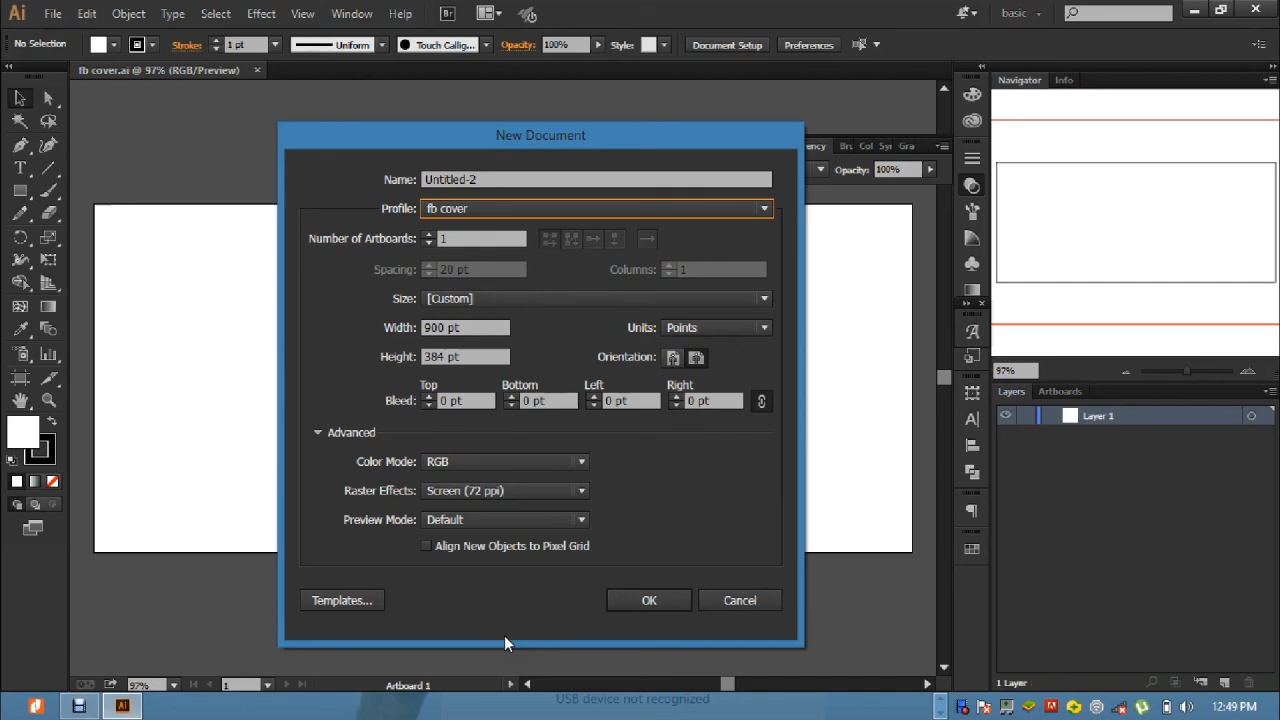 Ai File Edit Object Type Select Effect View Window Help Br basic
No Selection Stroke: 1 pt Uniform Touch Callig... Opacity: 100% Style: Document Setup Preferences
fb cover.ai @ 97% (RGB/Preview)
Navigator Info
New Document
Name: Untitled-2
Profile: fb cover
Number of Artboards: 1
Spacing: 20 pt Columns: 1
Size: [Custom]
Width: 900 pt Units: Points
Height: 384 pt Orientation:
Top Bottom Left Right
Bleed: 0 pt 0 pt 0 pt 0 pt
Advanced
Color Mode: RGB
Raster Effects: Screen (72 ppi)
Preview Mode: Default
Align New Objects to Pixel Grid
Templates... OK Cancel
ency Bru Col Syr Gra
Opacity: 100%
97%
Layers Artboards
Layer 1
1 Layer
97% 1 Artboard 1
USB device not recognized
12:49 PM